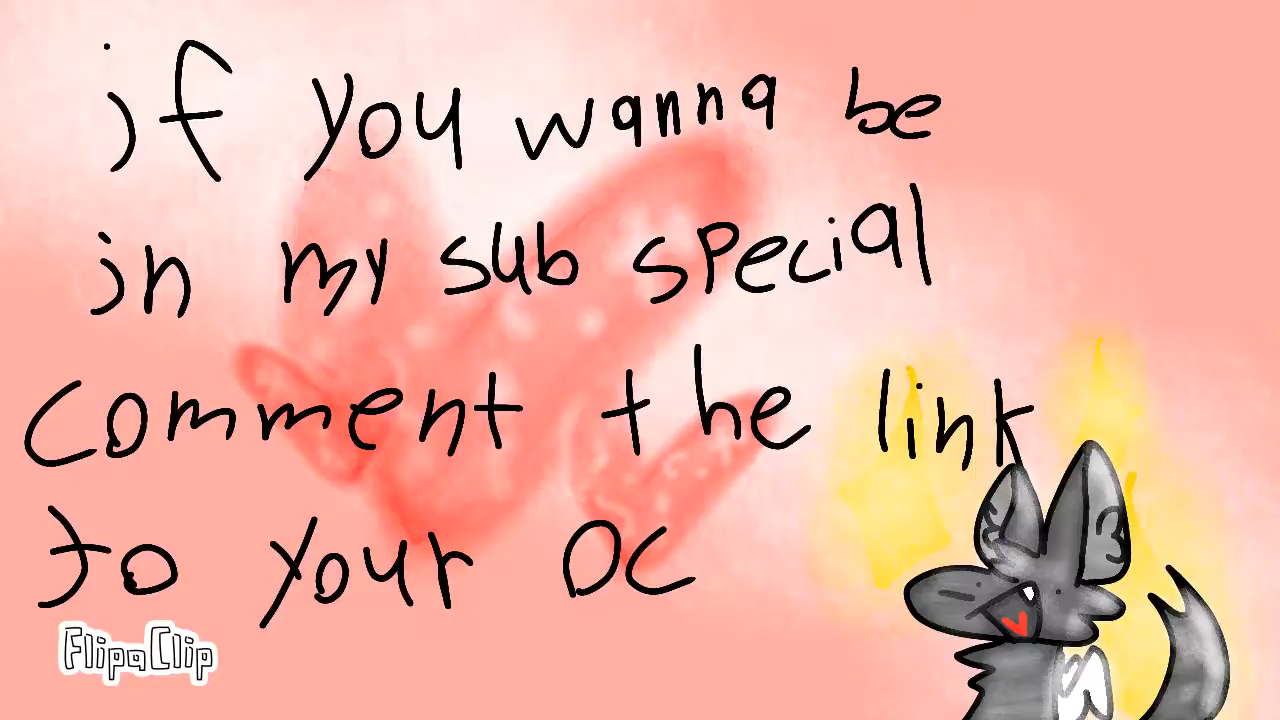 if you wanna be
in my sub special
comment the link
to your OC
FlipaClip